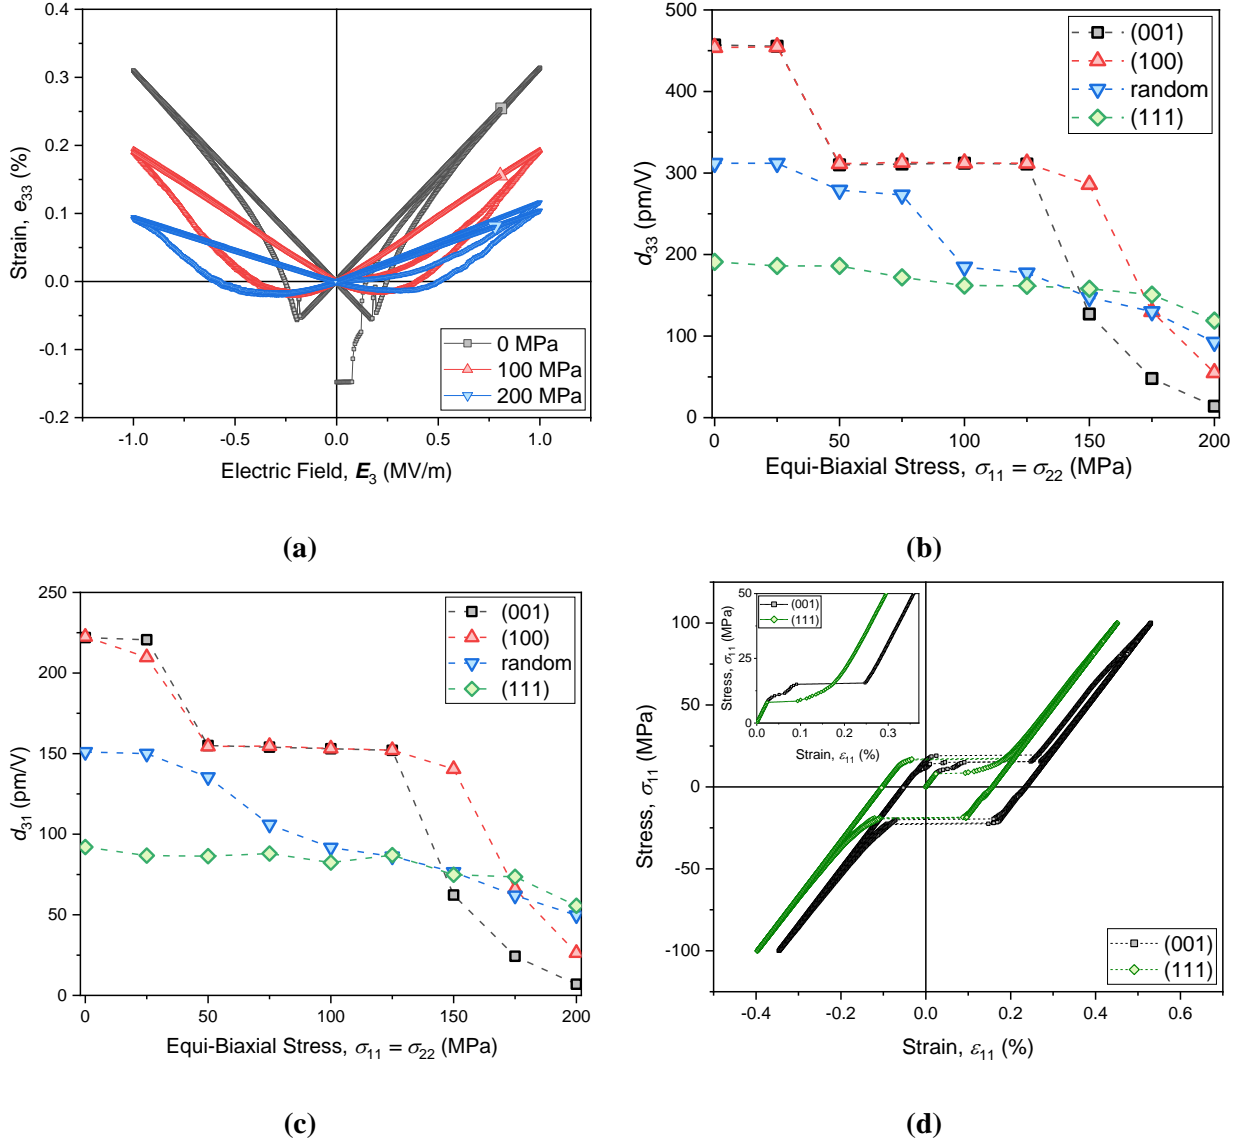 0.4
0.3
0.2
0.1
0.0
-0.1
-0.2
Strain, e33 (%)
0 MPa
100 MPa
200 MPa
-1.0 -0.5 0.0 0.5 1.0
Electric Field, E3 (MV/m)
(a)
500
400
300
200
100
0
d33 (pm/V)
(001)
(100)
random
(111)
0 50 100 150 200
Equi-Biaxial Stress, σ11 = σ22 (MPa)
(b)
250
200
150
100
50
0
d31 (pm/V)
(001)
(100)
random
(111)
0 50 100 150 200
Equi-Biaxial Stress, σ11 = σ22 (MPa)
(c)
100
50
0
-50
-100
Stress, σ11 (MPa)
50
25
0
Stress, σ11 (MPa)
(001)
(111)
0.0 0.1 0.2 0.3
Strain, ε11 (%)
(001)
(111)
-0.4 -0.2 0.0 0.2 0.4 0.6
Strain, ε11 (%)
(d)